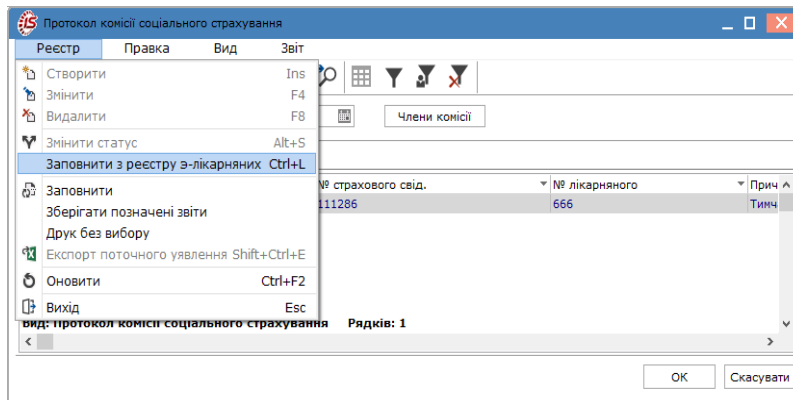 Протокол комісії соціального страхування
Реєстр Правка Вид Звіт
Створити Ins
Змінити F4
Видалити F8
Члени комісії
Змінити статус Alt+S
Заповнити з реєстру э-лікарняних Ctrl+L
№ страхового свід. № лікарняного Прич
Заповнити
111286 666 Тимч
Зберігати позначені звіти
Друк без вибору
Експорт поточного уявлення Shift+Ctrl+E
Оновити Ctrl+F2
Вихід Esc
Вид: Протокол комісії соціального страхування Рядків: 1
ОК Скасувати